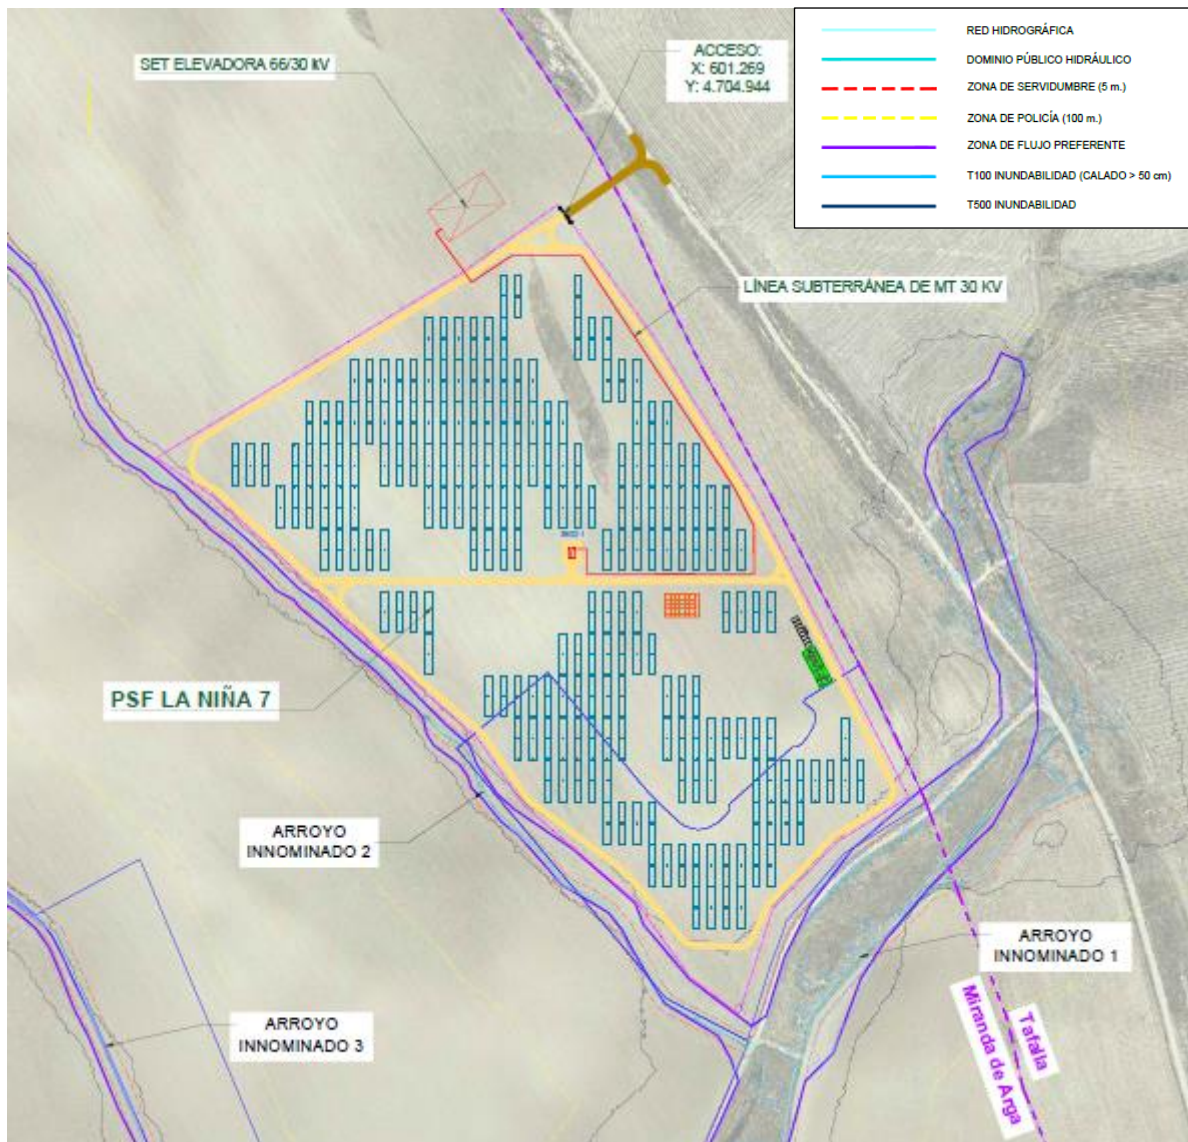 RED HIDROGRÁFICA
DOMINIO PÚBLICO HIDRÁULICO
ZONA DE SERVIDUMBRE (5 m.)
ZONA DE POLICÍA (100 m.)
ZONA DE FLUJO PREFERENTE
T100 INUNDABILIDAD (CALADO > 50 cm)
T500 INUNDABILIDAD
SET ELEVADORA 66/30 kV
ACCESO:
X: 601.269
Y: 4.704.944
LÍNEA SUBTERRÁNEA DE MT 30 KV
PSF LA NIÑA 7
ARROYO
INNOMINADO 2
ARROYO
INNOMINADO 1
ARROYO
INNOMINADO 3
Tafalla
Miranda de Arga